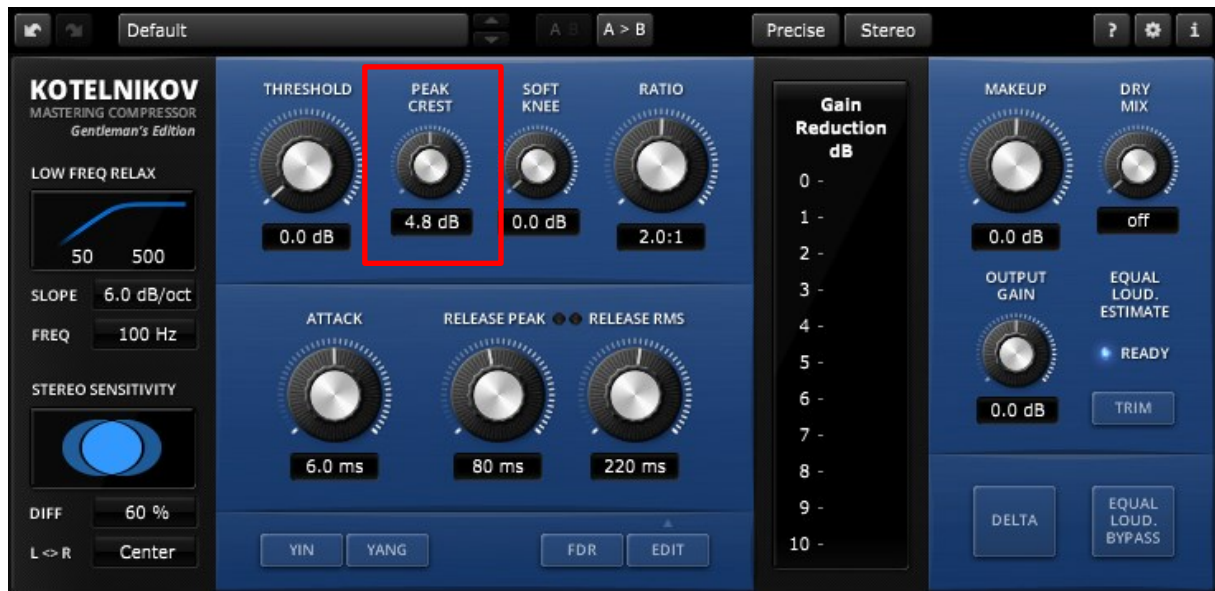 Default
A B
A > B
Precise
Stereo
?
i
KOTELNIKOV
MASTERING COMPRESSOR
Gentleman's Edition
LOW FREQ RELAX
50 500
SLOPE 6.0 dB/oct
FREQ 100 Hz
STEREO SENSITIVITY
DIFF 60 %
L <> R Center
THRESHOLD
0.0 dB
PEAK
CREST
4.8 dB
SOFT
KNEE
0.0 dB
RATIO
2.0:1
ATTACK
6.0 ms
RELEASE PEAK
80 ms
RELEASE RMS
220 ms
YIN
YANG
FDR
EDIT
Gain
Reduction
dB
0 -
1 -
2 -
3 -
4 -
5 -
6 -
7 -
8 -
9 -
10 -
MAKEUP
0.0 dB
DRY
MIX
off
OUTPUT
GAIN
0.0 dB
EQUAL
LOUD.
ESTIMATE
READY
TRIM
DELTA
EQUAL
LOUD.
BYPASS